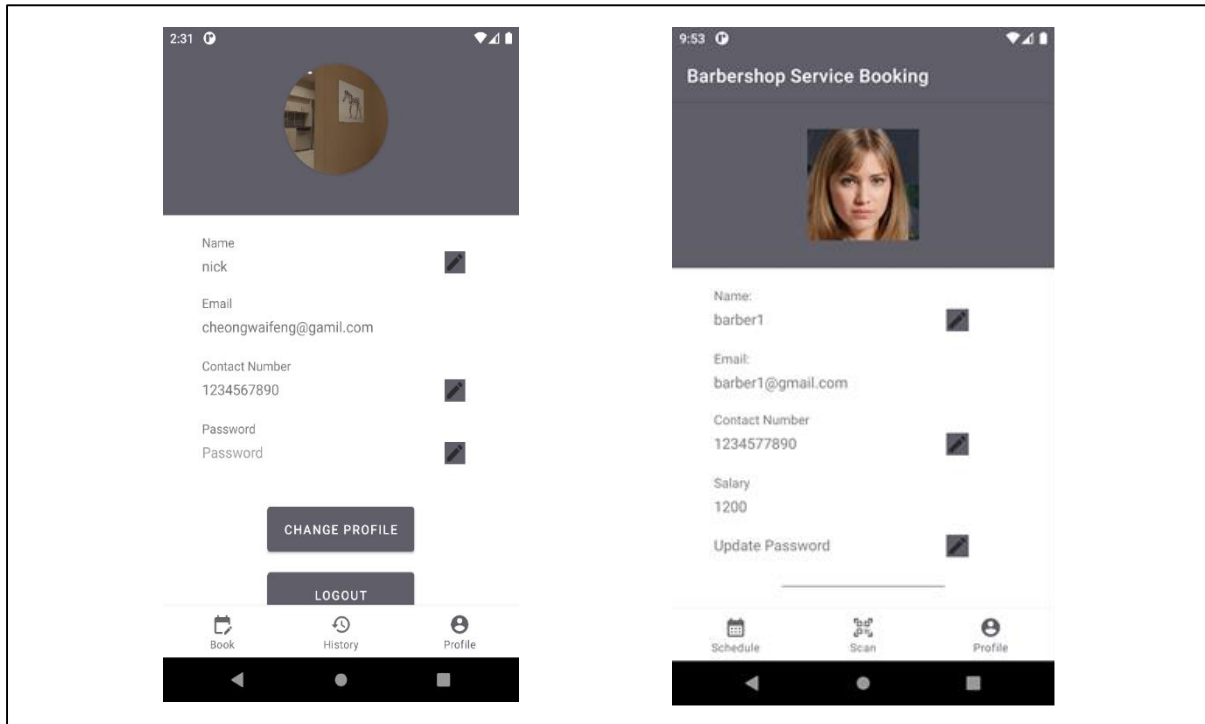 2:31
Name
nick
Email
cheongwaifeng@gamil.com
Contact Number
1234567890
Password
Password
CHANGE PROFILE
LOGOUT
Book
History
Profile
9:53
Barbershop Service Booking
Name:
barber1
Email:
barber1@gmail.com
Contact Number
1234577890
Salary
1200
Update Password
Schedule
Scan
Profile